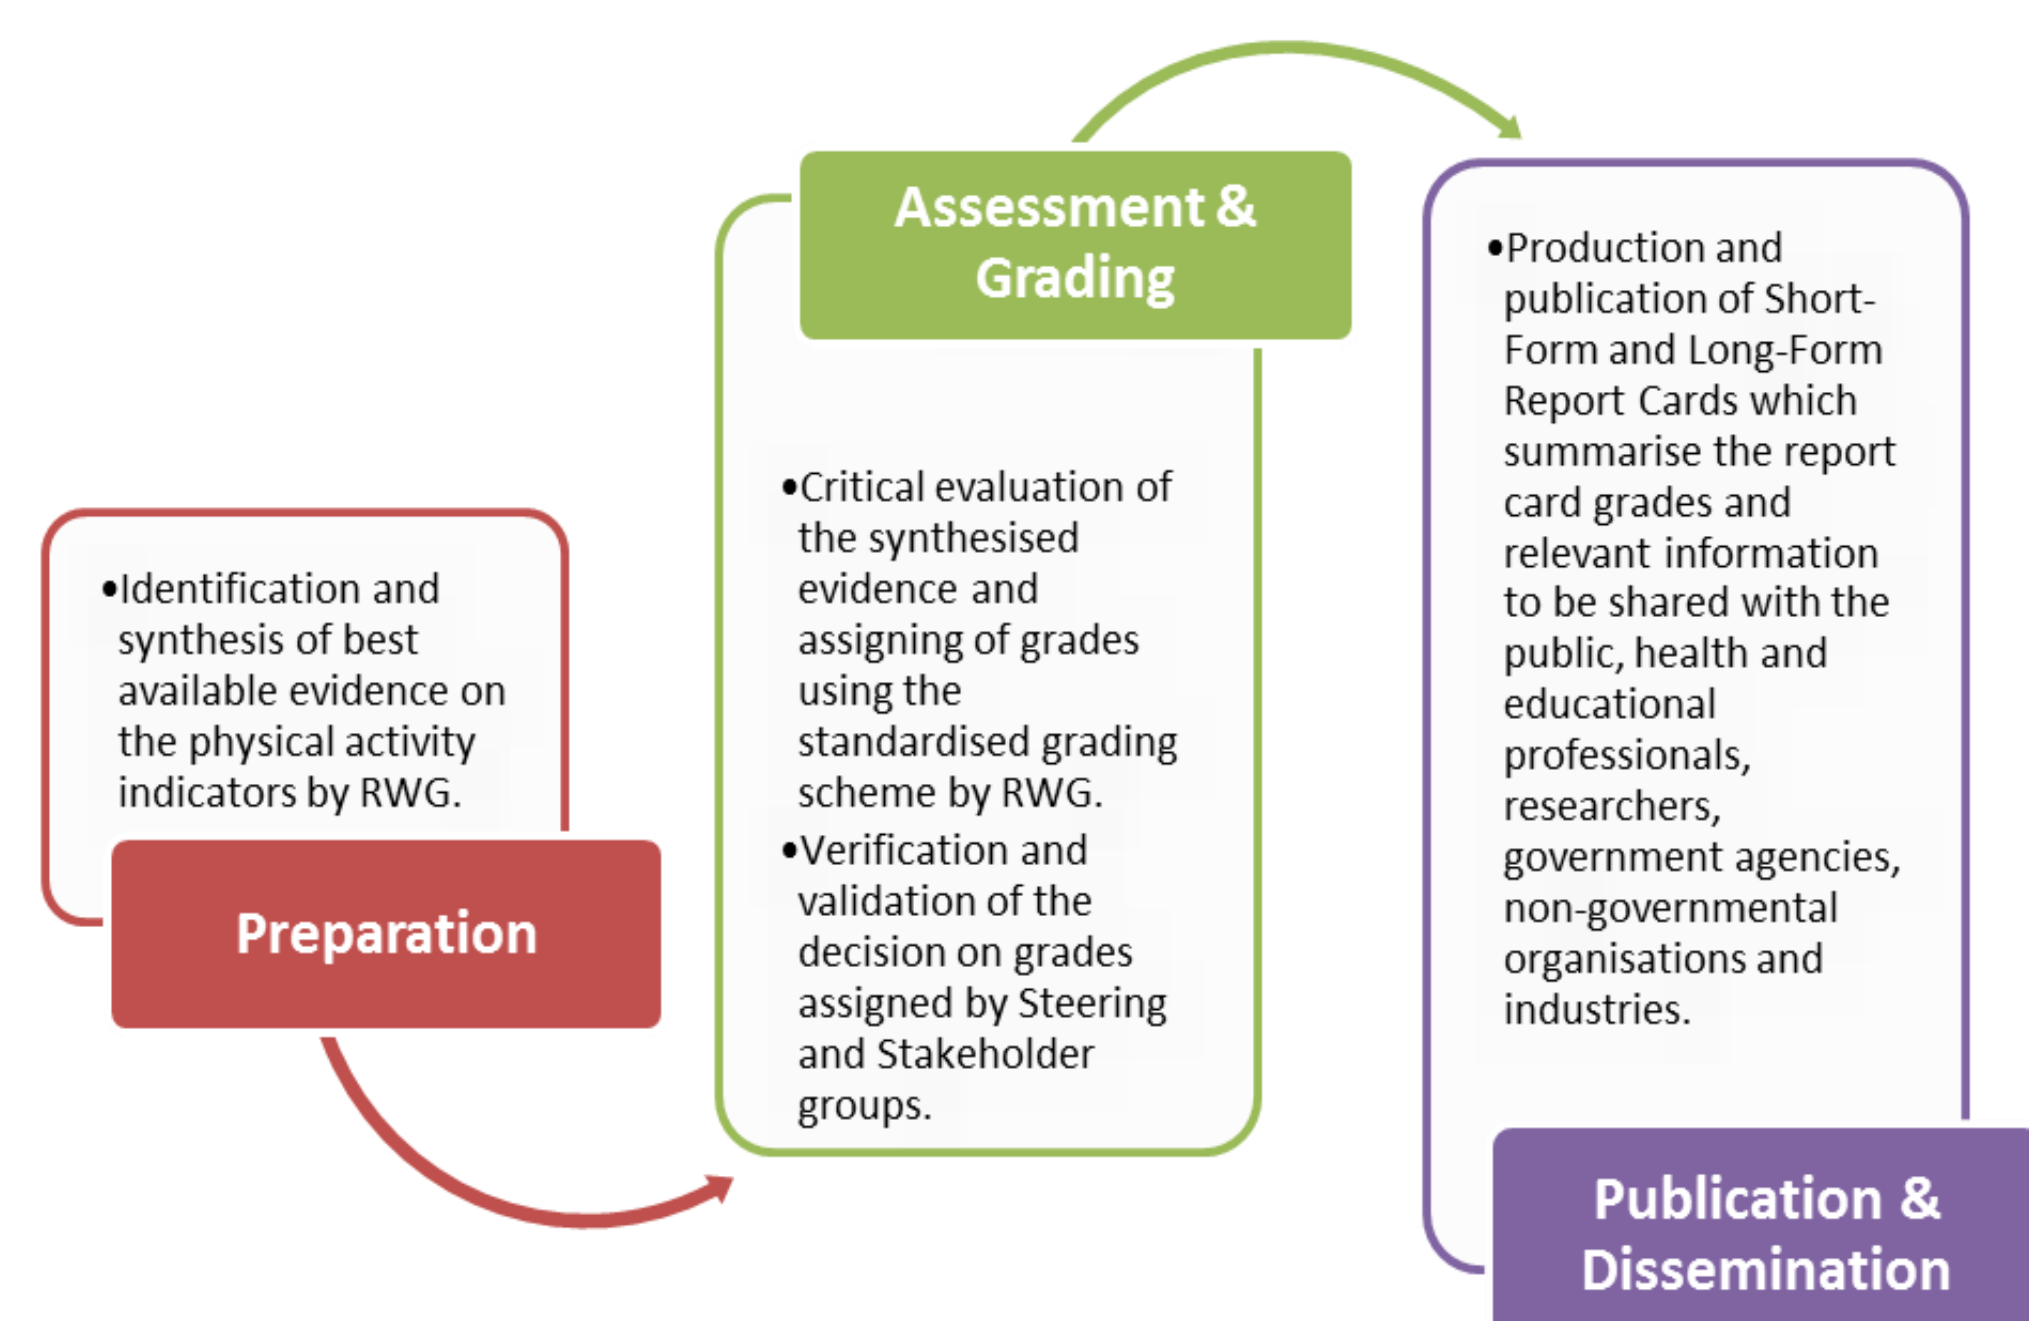 •Identification and
synthesis of best
available evidence on
the physical activity
indicators by RWG.
Preparation
Assessment &
Grading
•Critical evaluation of
the synthesised
evidence and
assigning of grades
using the
standardised grading
scheme by RWG.
•Verification and
validation of the
decision on grades
assigned by Steering
and Stakeholder
groups.
•Production and
publication of Short-
Form and Long-Form
Report Cards which
summarise the report
card grades and
relevant information
to be shared with the
public, health and
educational
professionals,
researchers,
government agencies,
non-governmental
organisations and
industries.
Publication &
Dissemination